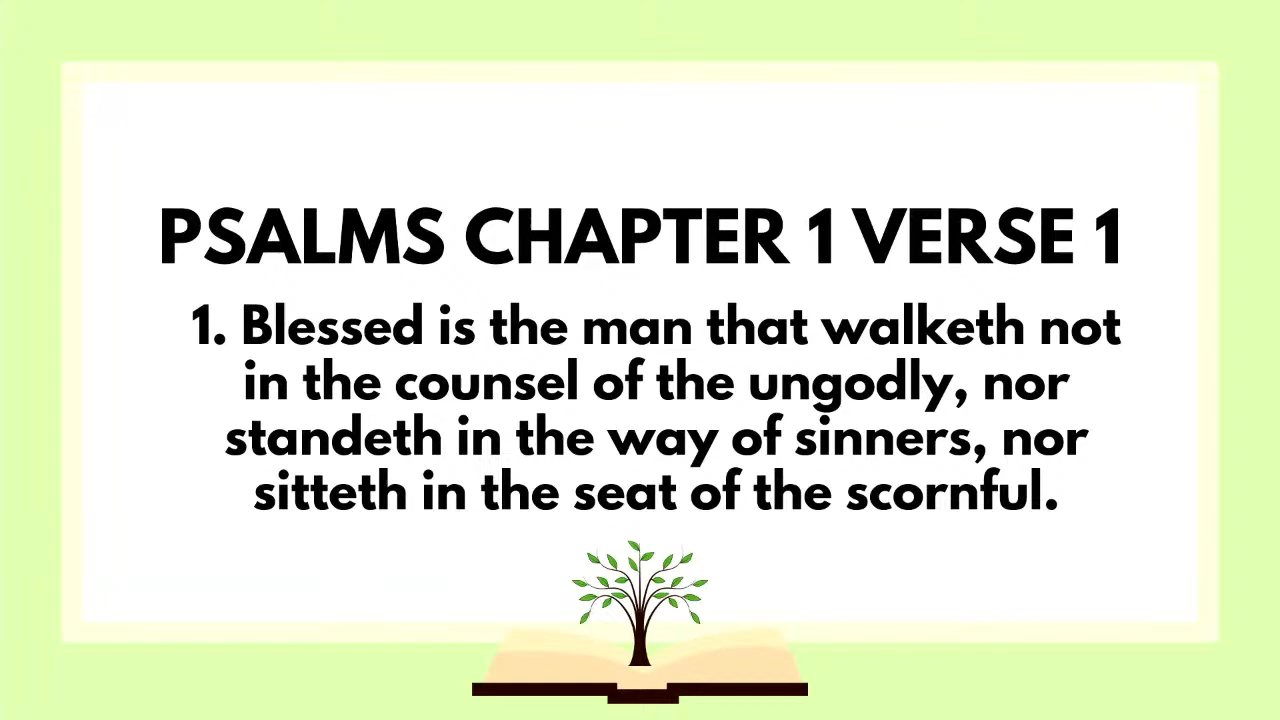 PSALMS CHAPTER 1 VERSE 1
1. Blessed is the man that walketh not
in the counsel of the ungodly, nor
standeth in the way of sinners, nor
sitteth in the seat of the scornful.